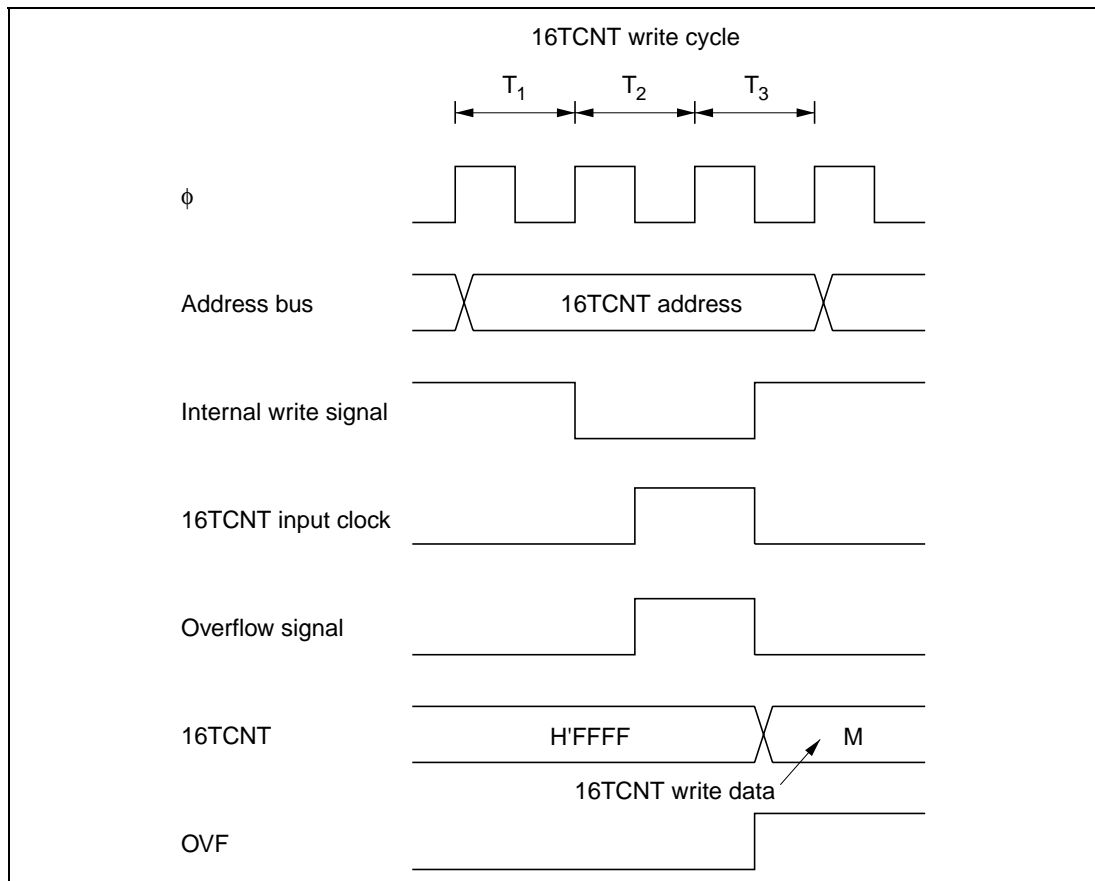 16TCNT write cycle
T1 T2 T3
φ
Address bus
16TCNT address
Internal write signal
16TCNT input clock
Overflow signal
16TCNT
H'FFFF
M
16TCNT write data
OVF